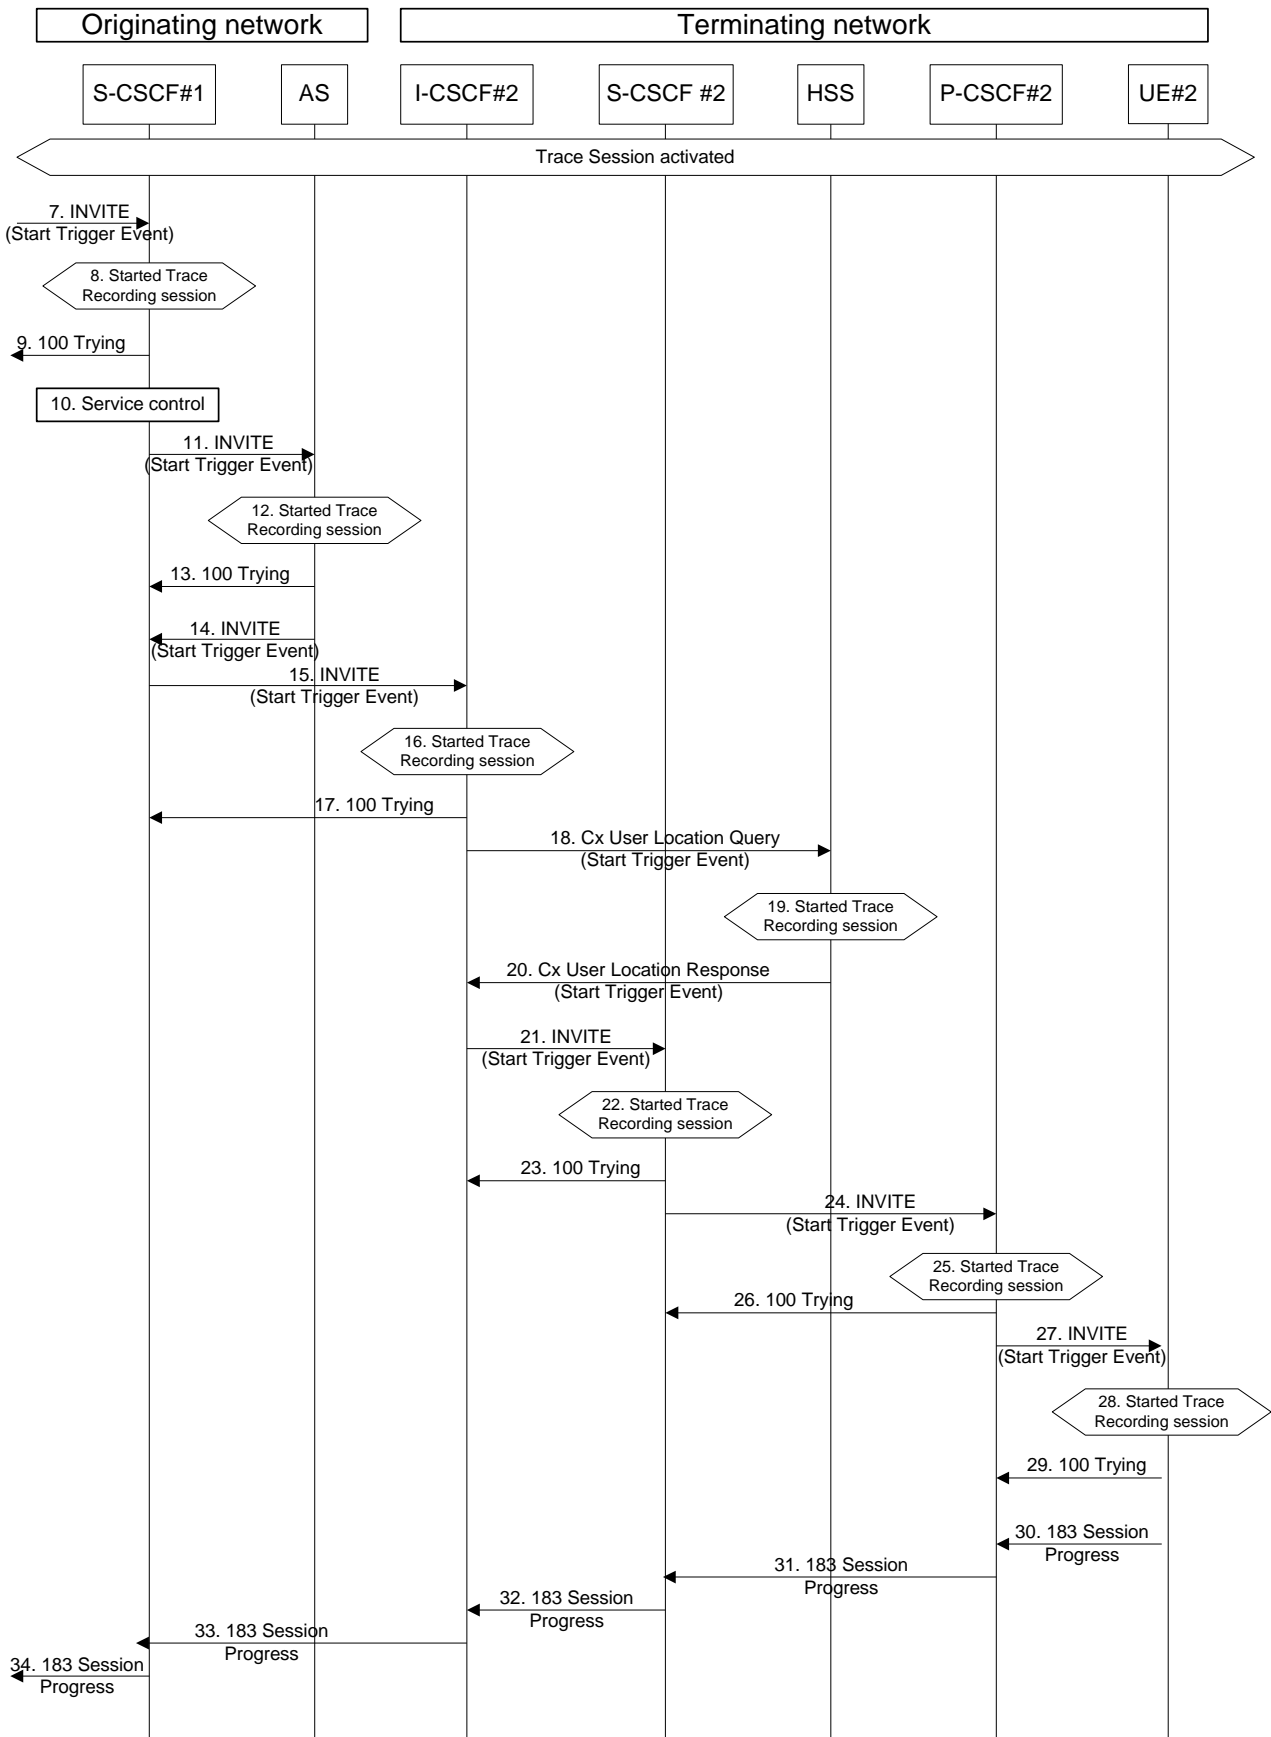 Originating network
Terminating network
S-CSCF#1
AS
I-CSCF#2
S-CSCF #2
HSS
P-CSCF#2
UE#2
Trace Session activated
7. INVITE
(Start Trigger Event)
8. Started Trace
Recording session
9. 100 Trying
10. Service control
11. INVITE
(Start Trigger Event)
12. Started Trace
Recording session
13. 100 Trying
14. INVITE
(Start Trigger Event)
15. INVITE
(Start Trigger Event)
16. Started Trace
Recording session
17. 100 Trying
18. Cx User Location Query
(Start Trigger Event)
19. Started Trace
Recording session
20. Cx User Location Response
(Start Trigger Event)
21. INVITE
(Start Trigger Event)
22. Started Trace
Recording session
23. 100 Trying
24. INVITE
(Start Trigger Event)
25. Started Trace
Recording session
26. 100 Trying
27. INVITE
(Start Trigger Event)
28. Started Trace
Recording session
29. 100 Trying
30. 183 Session
Progress
31. 183 Session
Progress
32. 183 Session
Progress
33. 183 Session
Progress
34. 183 Session
Progress